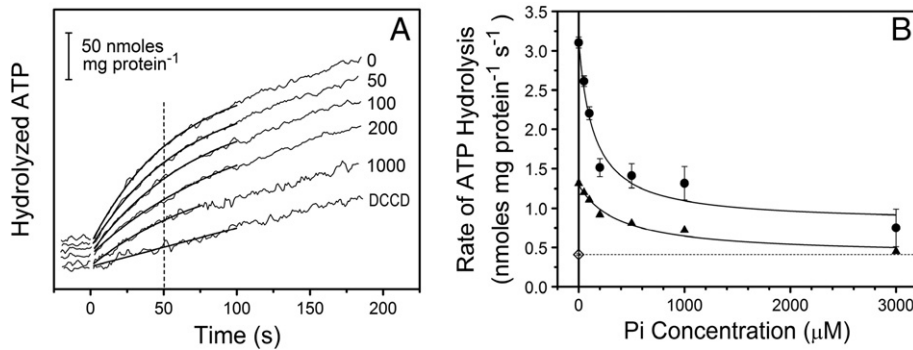 A
50 nmoles
mg protein⁻¹
Hydrolyzed ATP
0
50
100
200
1000
DCCD
0 50 100 150 200
Time (s)
B
Rate of ATP Hydrolysis
(nmoles mg protein⁻¹ s⁻¹)
3.5
3.0
2.5
2.0
1.5
1.0
0.5
0.0
0 1000 2000 3000
Pi Concentration (μM)